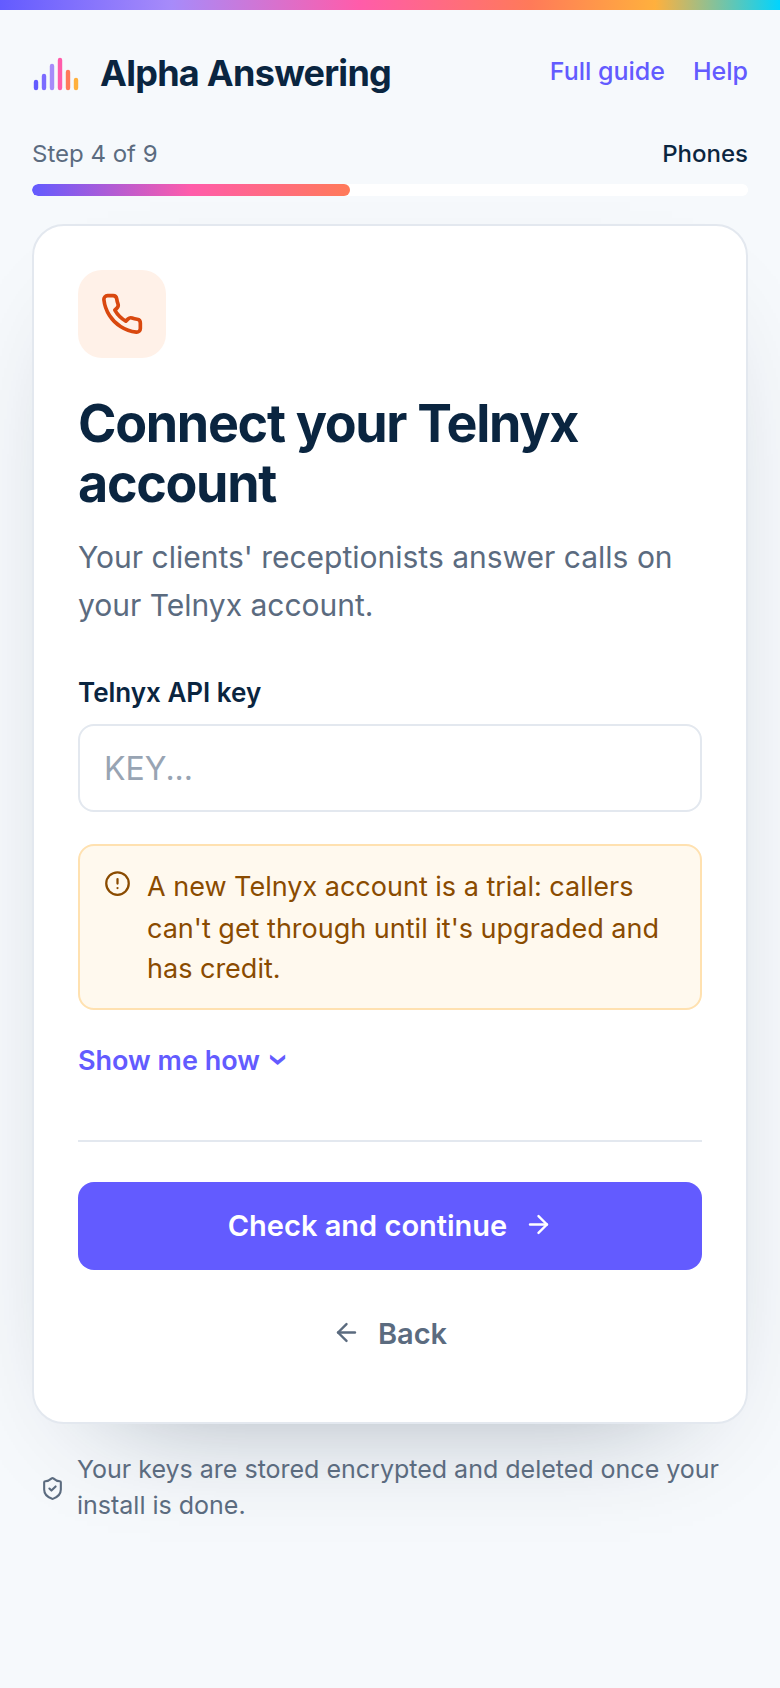 Alpha Answering
Full guide
Help
Step 4 of 9
Phones
Connect your Telnyx
account
Your clients' receptionists answer calls on
your Telnyx account.
Telnyx API key
KEY...
A new Telnyx account is a trial: callers
can't get through until it's upgraded and
has credit.
Show me how
Check and continue
Back
Your keys are stored encrypted and deleted once your
install is done.